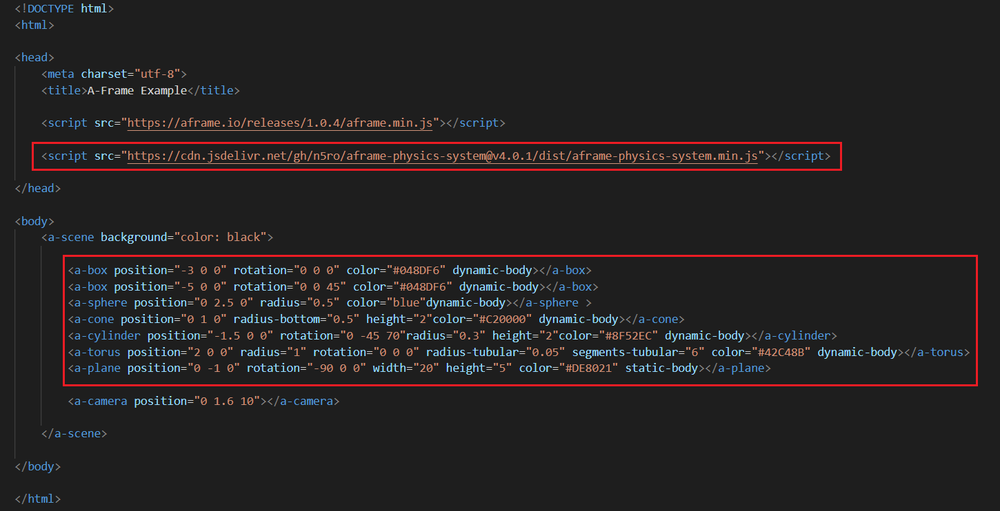 <!DOCTYPE html>
<html>
<head>
<meta charset="utf-8">
<title>A-Frame Example</title>
<script src="https://aframe.io/releases/1.0.4/aframe.min.js"></script>
<script src="https://cdn.jsdelivr.net/gh/n5ro/aframe-physics-system@v4.0.1/dist/aframe-physics-system.min.js"></script>
</head>
<body>
<a-scene background="color: black">
<a-box position="-3 0 0" rotation="0 0 0" color="#048DF6" dynamic-body></a-box>
<a-box position="-5 0 0" rotation="0 0 45" color="#048DF6" dynamic-body></a-box>
<a-sphere position="0 2.5 0" radius="0.5" color="blue"dynamic-body></a-sphere >
<a-cone position="0 1 0" radius-bottom="0.5" height="2"color="#C20000" dynamic-body></a-cone>
<a-cylinder position="-1.5 0 0" rotation="0 -45 70"radius="0.3" height="2"color="#8F52EC" dynamic-body></a-cylinder>
<a-torus position="2 0 0" radius="1" rotation="0 0 0" radius-tubular="0.05" segments-tubular="6" color="#42C48B" dynamic-body></a-torus>
<a-plane position="0 -1 0" rotation="-90 0 0" width="20" height="5" color="#DE8021" static-body></a-plane>
<a-camera position="0 1.6 10"></a-camera>
</a-scene>
</body>
</html>